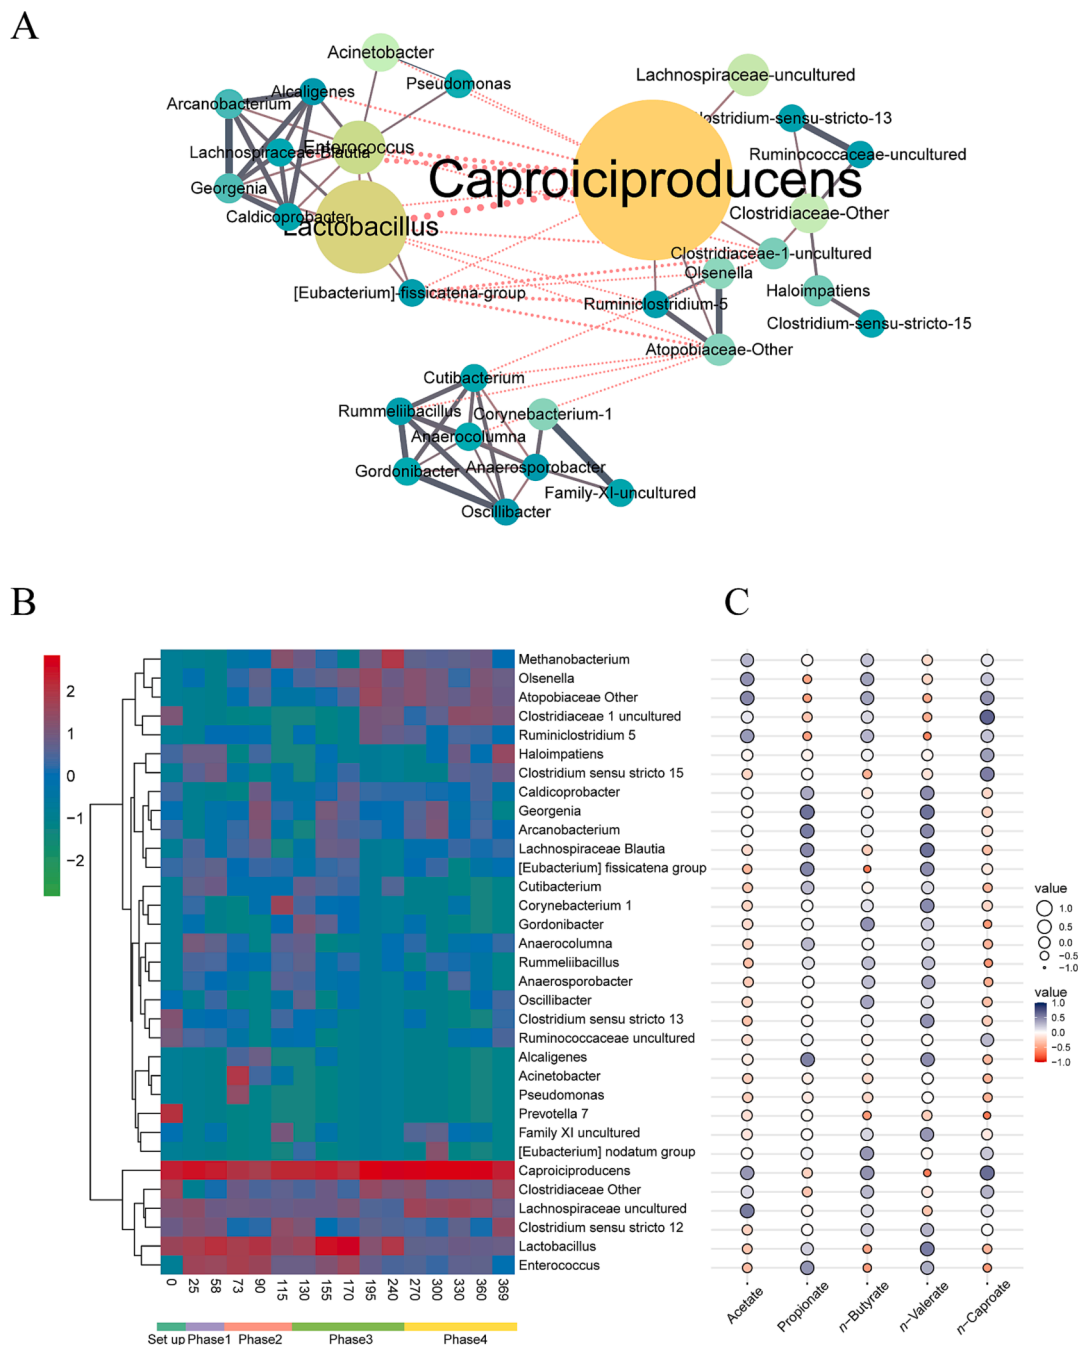 A
Acinetobacter
Pseudomonas
Lachnospiraceae-uncultured
Alcaligenes
Arcanobacterium
Clostridium-sensu-stricto-13
Enterococcus
Lachnospiraceae-Blautia
Ruminococcaceae-uncultured
Caproiciproducens
Georgenia
Caldicoprobacter
Lactobacillus
Clostridiaceae-Other
Clostridiaceae-1-uncultured
Olsenella
[Eubacterium]-fissicatena-group
Ruminiclostridium-5
Haloimpatiens
Clostridium-sensu-stricto-15
Atopobiaceae-Other
Cutibacterium
Rummeliibacillus
Corynebacterium-1
Anaerocolumna
Gordonibacter
Anaerosporobacter
Family-XI-uncultured
Oscillibacter
B
2
1
0
−1
−2
Methanobacterium
Olsenella
Atopobiaceae Other
Clostridiaceae 1 uncultured
Ruminiclostridium 5
Haloimpatiens
Clostridium sensu stricto 15
Caldicoprobacter
Georgenia
Arcanobacterium
Lachnospiraceae Blautia
[Eubacterium] fissicatena group
Cutibacterium
Corynebacterium 1
Gordonibacter
Anaerocolumna
Rummeliibacillus
Anaerosporobacter
Oscillibacter
Clostridium sensu stricto 13
Ruminococcaceae uncultured
Alcaligenes
Acinetobacter
Pseudomonas
Prevotella 7
Family XI uncultured
[Eubacterium] nodatum group
Caproiciproducens
Clostridiaceae Other
Lachnospiraceae uncultured
Clostridium sensu stricto 12
Lactobacillus
Enterococcus
0 25 58 73 90 115 130 155 170 195 240 270 300 330 360 369
Set up Phase1 Phase2 Phase3 Phase4
C
value
1.0
0.5
0.0
−0.5
−1.0
value
1.0
0.5
0.0
−0.5
−1.0
Acetate
Propionate
n-Butyrate
n-Valerate
n-Caproate